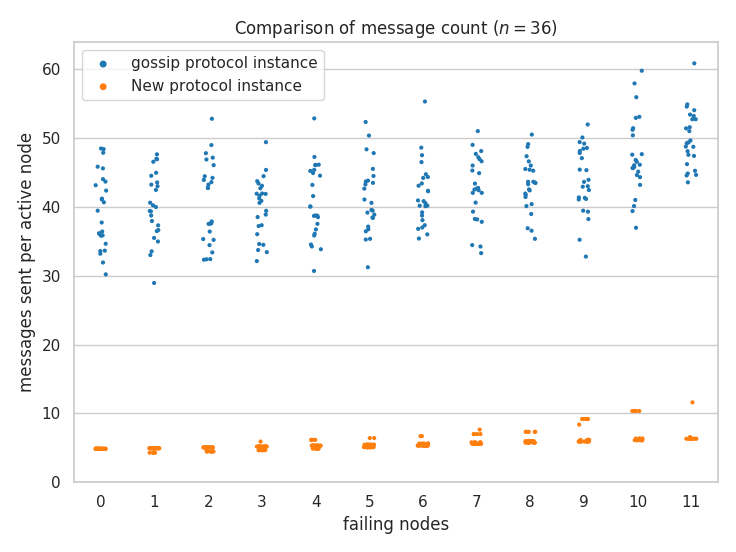 Comparison of message count (n = 36)
gossip protocol instance
New protocol instance
messages sent per active node
60
50
40
30
20
10
0
0 1 2 3 4 5 6 7 8 9 10 11
failing nodes